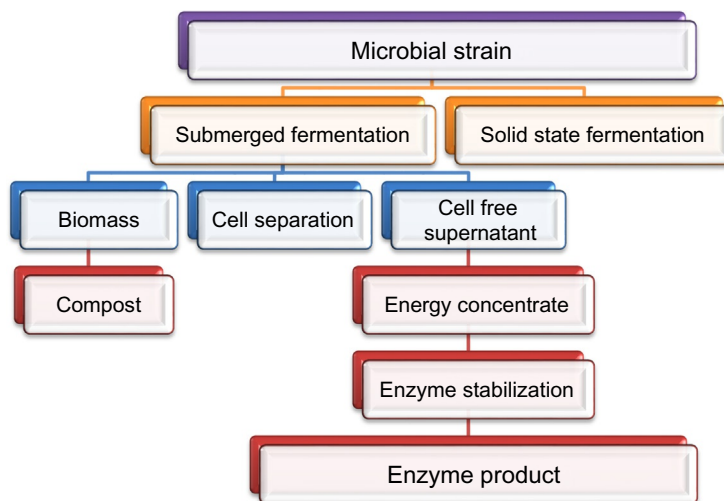 Microbial strain
Submerged fermentation
Solid state fermentation
Biomass
Cell separation
Cell free
supernatant
Compost
Energy concentrate
Enzyme stabilization
Enzyme product